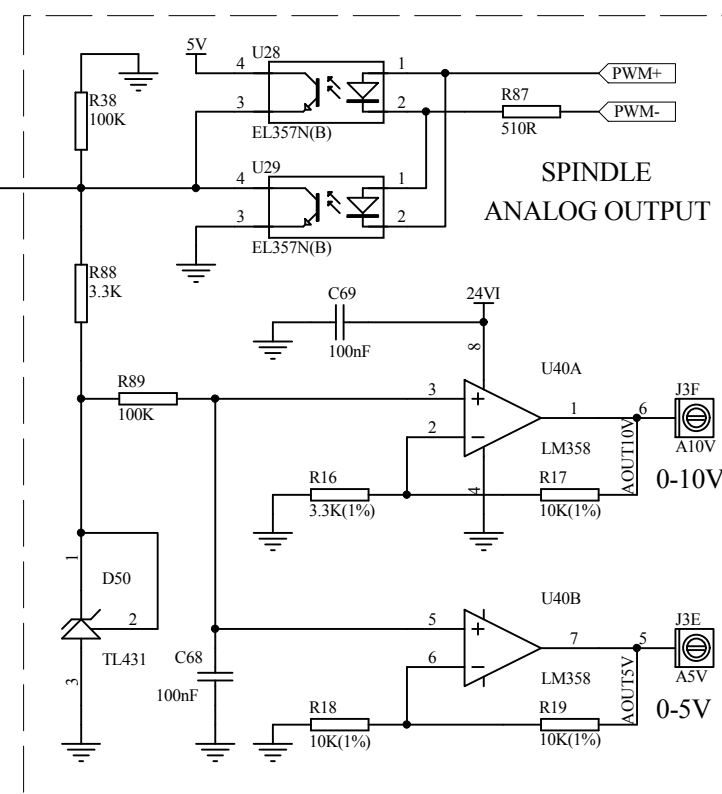 5V
U28
4
1
3
2
EL357N(B)
PWM+
R87
PWM-
510R
R38
100K
U29
4
1
3
2
EL357N(B)
SPINDLE
ANALOG OUTPUT
R88
3.3K
C69
100nF
24VI
8
U40A
R89
100K
3
2
1
6
LM358
4
J3F
A10V
0-10V
AOUT10V
R16
3.3K(1%)
R17
10K(1%)
1
D50
2
TL431
3
C68
100nF
U40B
5
6
7
5
LM358
J3E
A5V
0-5V
AOUT5V
R18
10K(1%)
R19
10K(1%)